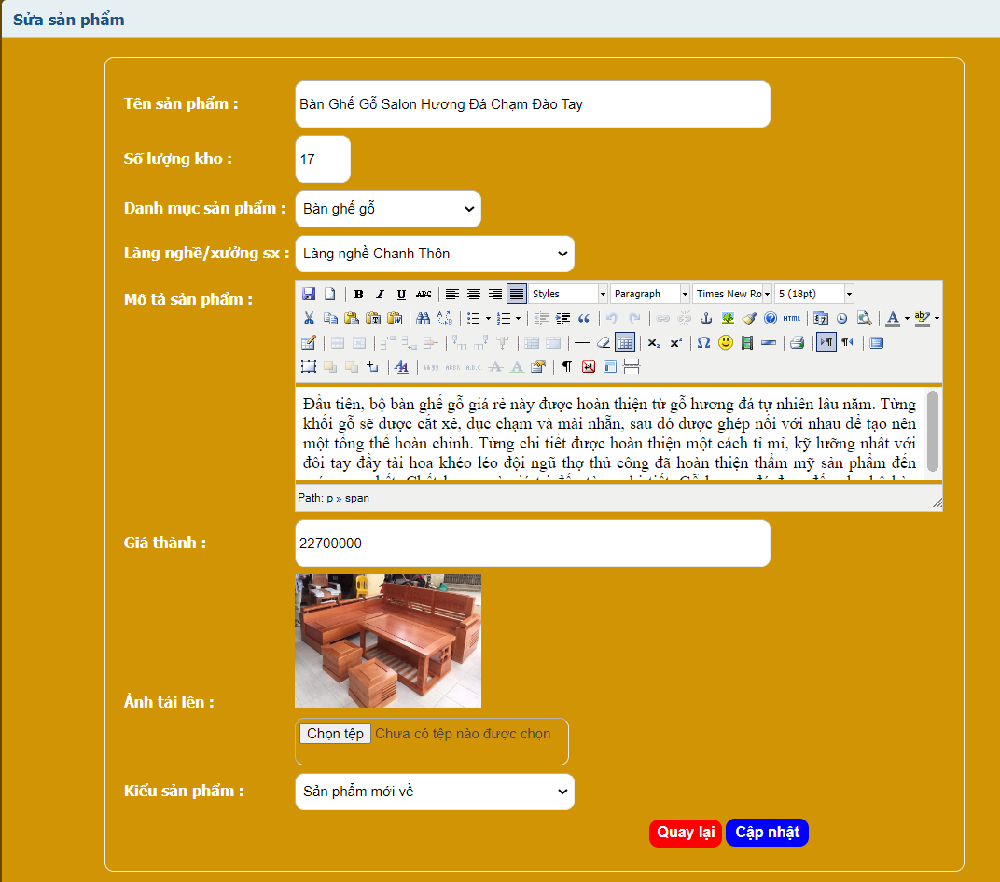 Sửa sản phẩm
Tên sản phẩm :
Bàn Ghế Gỗ Salon Hương Đá Chạm Đào Tay
Số lượng kho :
17
Danh mục sản phẩm :
Bàn ghế gỗ
Làng nghề/xưởng sx :
Làng nghề Chanh Thôn
Mô tả sản phẩm :
B I U ABC Styles Paragraph Times New Ro 5 (18pt)
HTML A ab
Đầu tiên, bộ bàn ghế gỗ giá rẻ này được hoàn thiện từ gỗ hương đá tự nhiên lâu năm. Từng
khối gỗ sẽ được cắt xẻ, đục chạm và mài nhẵn, sau đó được ghép nối với nhau để tạo nên
một tổng thể hoàn chỉnh. Từng chi tiết được hoàn thiện một cách tỉ mỉ, kỹ lưỡng nhất với
đôi tay đầy tài hoa khéo léo đội ngũ thợ thủ công đã hoàn thiện thẩm mỹ sản phẩm đến
Path: p » span
Giá thành :
22700000
Ảnh tải lên :
Chọn tệp Chưa có tệp nào được chọn
Kiểu sản phẩm :
Sản phẩm mới về
Quay lại Cập nhật